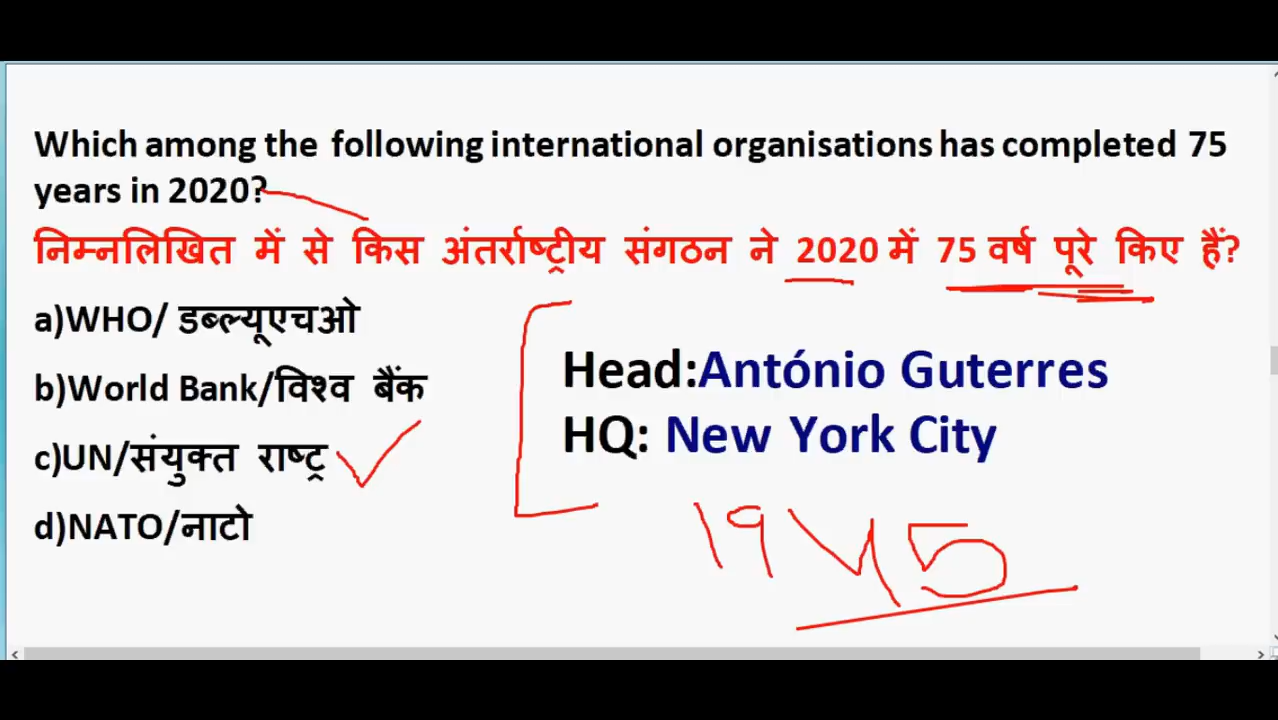 Which among the following international organisations has completed 75
years in 2020?
निम्नलिखित में से किस अंतर्राष्ट्रीय संगठन ने 2020 में 75 वर्ष पूरे किए हैं?
a)WHO/ डब्ल्यूएचओ
b)World Bank/विश्व बैंक
c)UN/संयुक्त राष्ट्र
d)NATO/नाटो
Head:António Guterres
HQ: New York City
1945